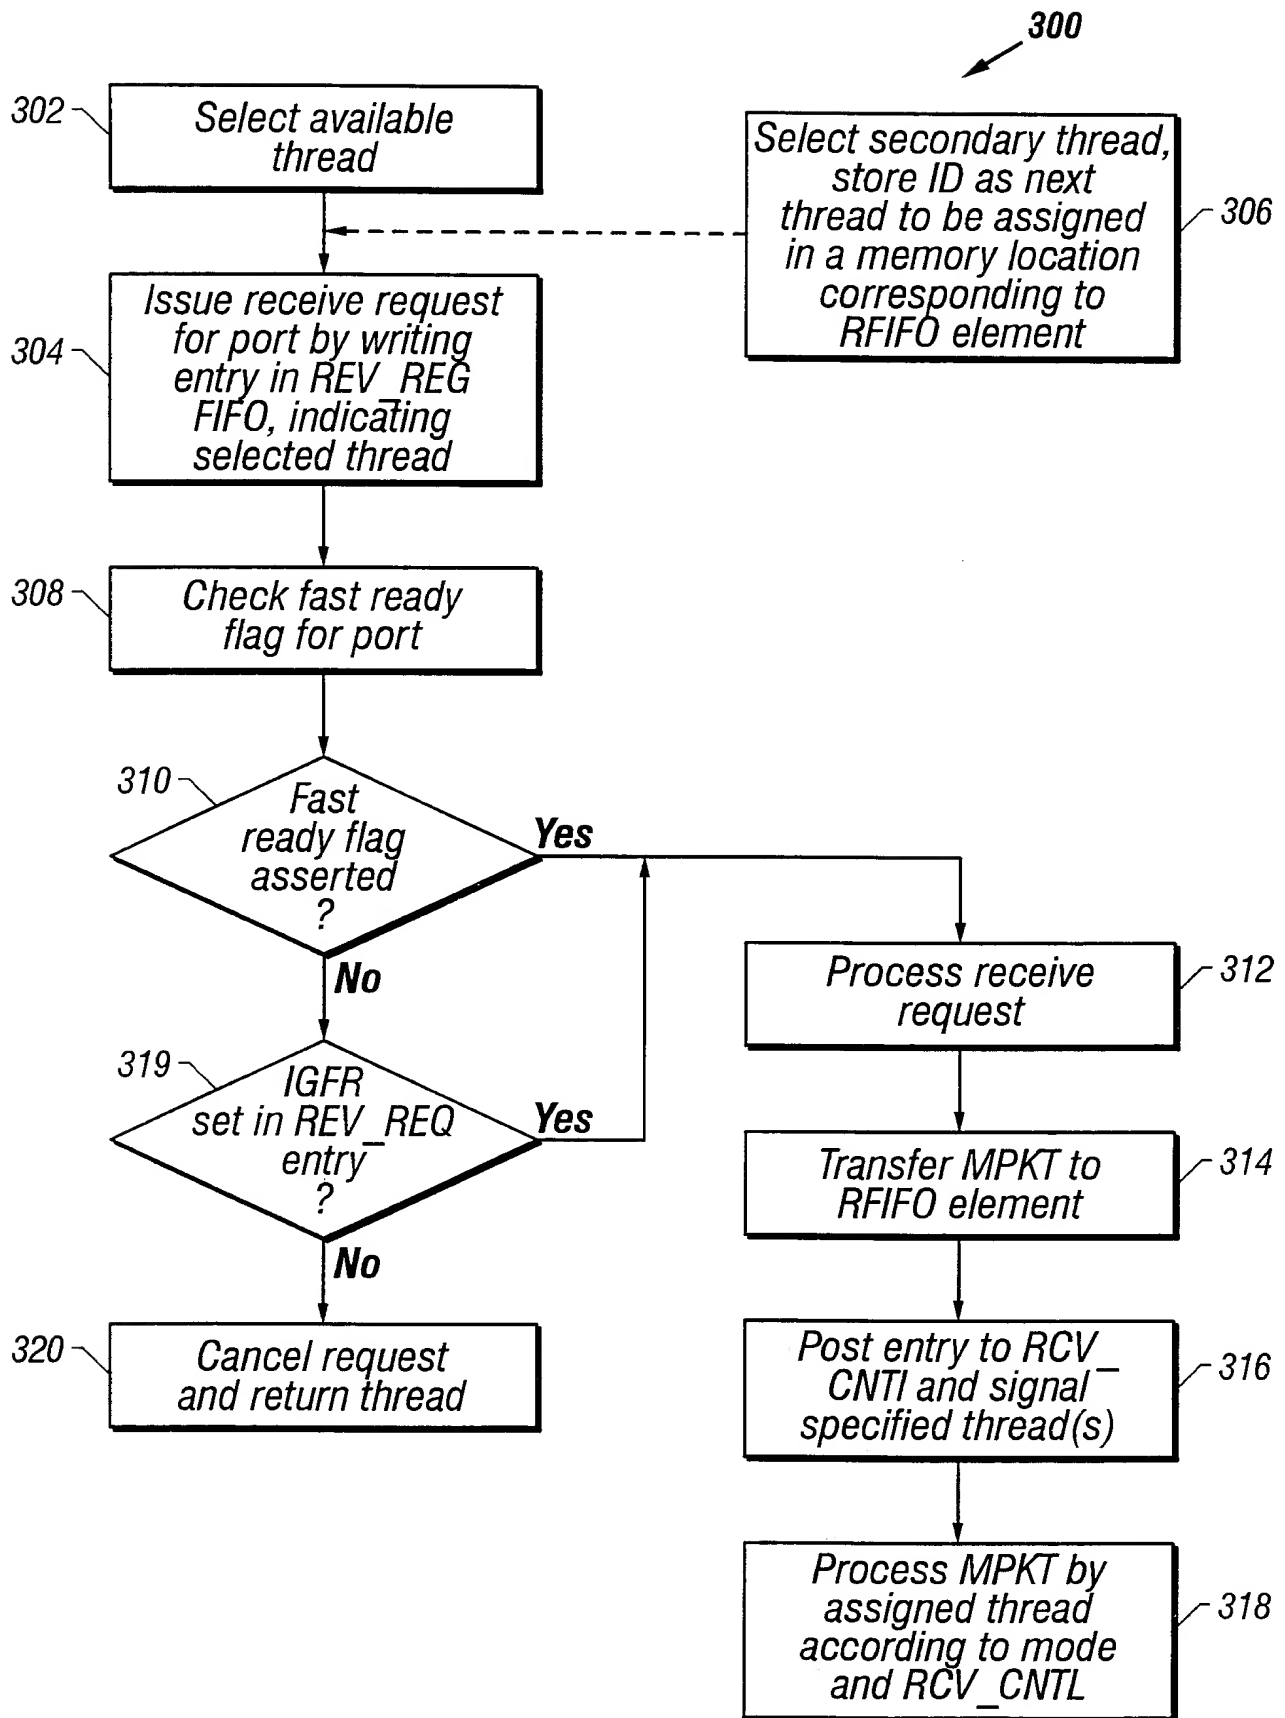 300
302
Select available
thread
Select secondary thread,
store ID as next
thread to be assigned
in a memory location
corresponding to
RFIFO element
306
304
Issue receive request
for port by writing
entry in REV_REG
FIFO, indicating
selected thread
308
Check fast ready
flag for port
310
Fast
ready flag
asserted
?
Yes
No
312
Process receive
request
319
IGFR
set in REV_REQ
entry
?
Yes
No
314
Transfer MPKT to
RFIFO element
320
Cancel request
and return thread
Post entry to RCV_
CNTI and signal
specified thread(s)
316
Process MPKT by
assigned thread
according to mode
and RCV_CNTL
318